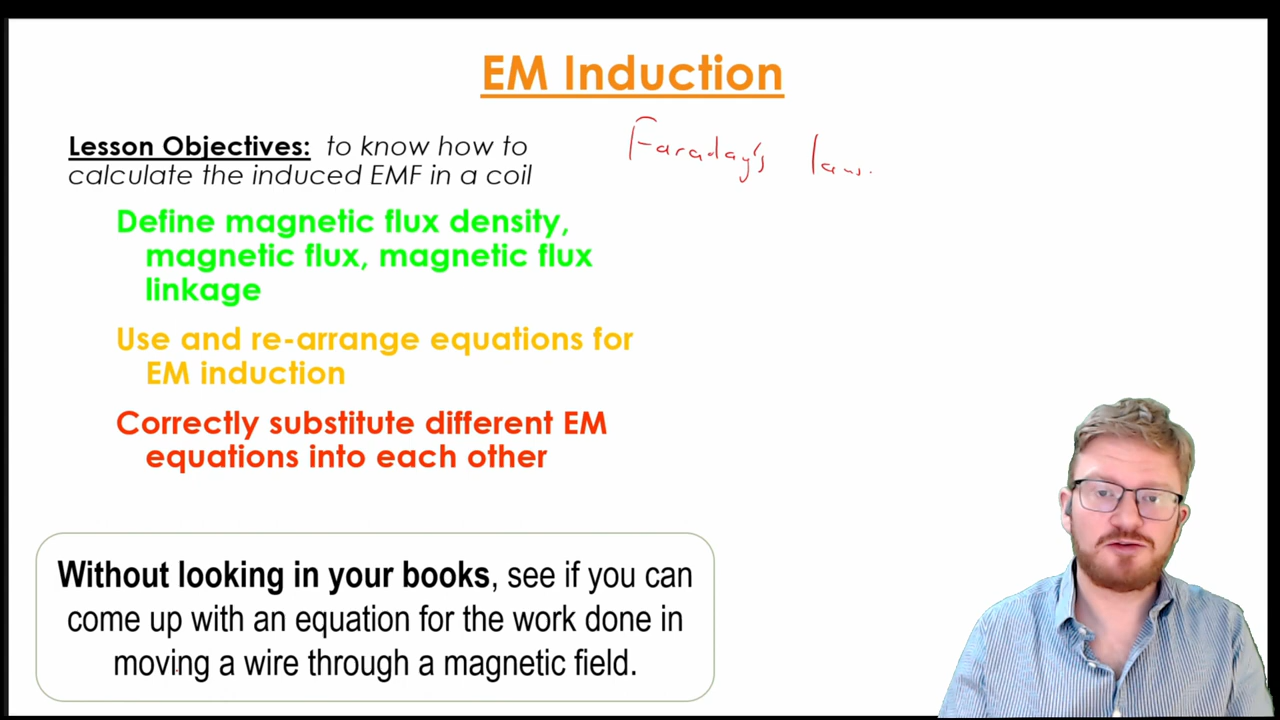 EM Induction
Lesson Objectives: to know how to
calculate the induced EMF in a coil
Faraday's law.
Define magnetic flux density,
magnetic flux, magnetic flux
linkage
Use and re-arrange equations for
EM induction
Correctly substitute different EM
equations into each other
Without looking in your books, see if you can
come up with an equation for the work done in
moving a wire through a magnetic field.